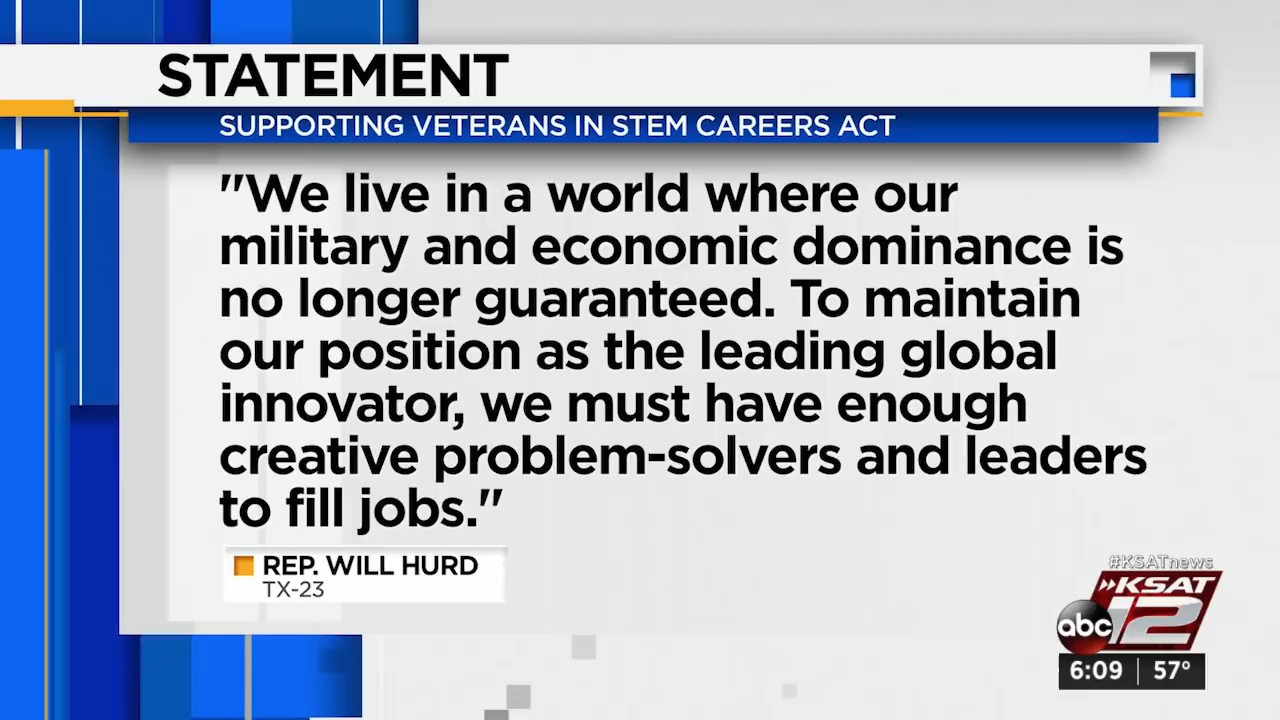 STATEMENT
SUPPORTING VETERANS IN STEM CAREERS ACT
"We live in a world where our
military and economic dominance is
no longer guaranteed. To maintain
our position as the leading global
innovator, we must have enough
creative problem-solvers and leaders
to fill jobs."
REP. WILL HURD
TX-23
#KSATnews
KSAT
abc 12
6:09 57°